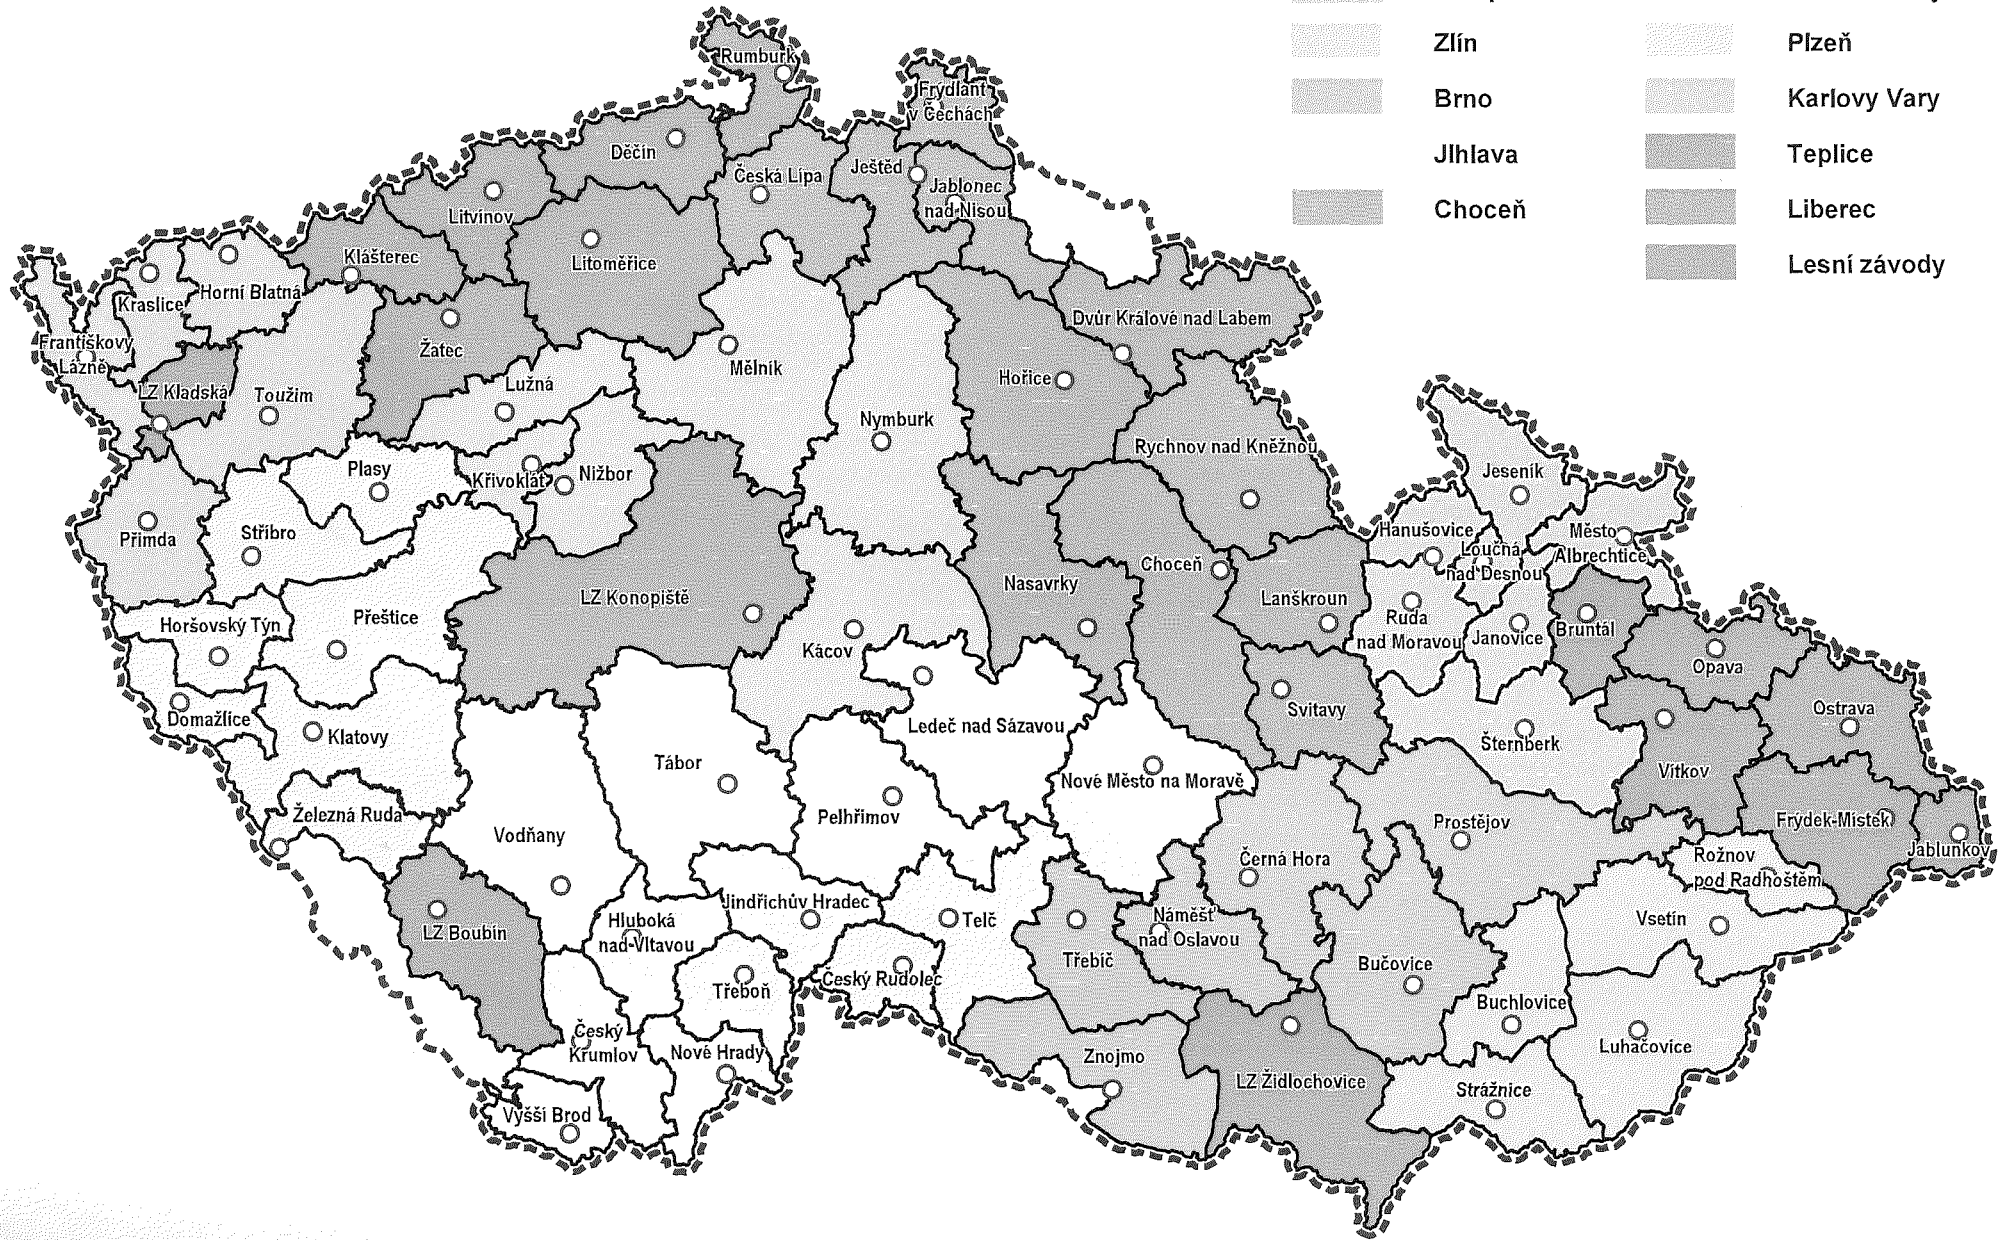 Zlín
Plzeň
Brno
Karlovy Vary
Jlhlava
Teplice
Choceň
Liberec
Lesní závody
Rumburk
Frýdlant
v Čechách
Děčín
Česká Lípa
Ještěd
Jablonec
nad Nisou
Litvínov
Litoměřice
Klášterec
Kraslice
Horní Blatná
Františkovy
Lázně
LZ Kladská
Toužim
Žatec
Lužná
Mělník
Hořice
Dvůr Králové nad Labem
Nymburk
Rychnov nad Kněžnou
Plasy
Křivoklát
Nižbor
Jeseník
Přimda
Stříbro
Hanušovice
Loučná
nad Desnou
Město
Albrechtice
Choceň
Nasavrky
LZ Konopiště
Lanškroun
Ruda
nad Moravou
Janovice
Bruntál
Horšovský Týn
Přeštice
Kácov
Opava
Domažlice
Klatovy
Ledeč nad Sázavou
Svitavy
Šternberk
Ostrava
Vítkov
Tábor
Nové Město na Moravě
Železná Ruda
Vodňany
Pelhřimov
Prostějov
Frýdek-Místek
Jablunkov
Černá Hora
Rožnov
pod Radhoštěm
LZ Boubín
Hluboká
nad Vltavou
Jindřichův Hradec
Telč
Náměšť
nad Oslavou
Vsetín
Třebíč
Bučovice
Třeboň
Český Rudolec
Buchlovice
Český
Krumlov
Nové Hrady
Znojmo
LZ Židlochovice
Luhačovice
Strážnice
Vyšší Brod